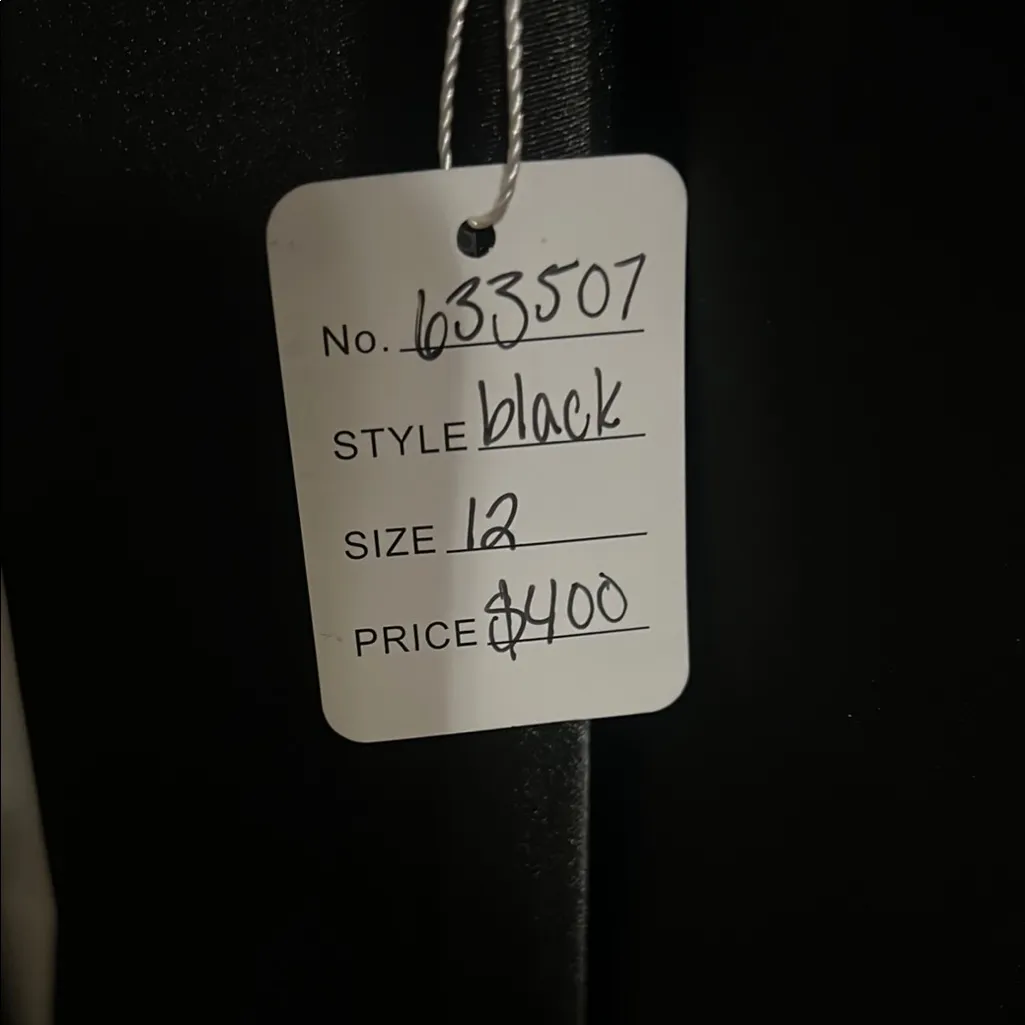 No. 633507
STYLE black
SIZE 12
PRICE $400